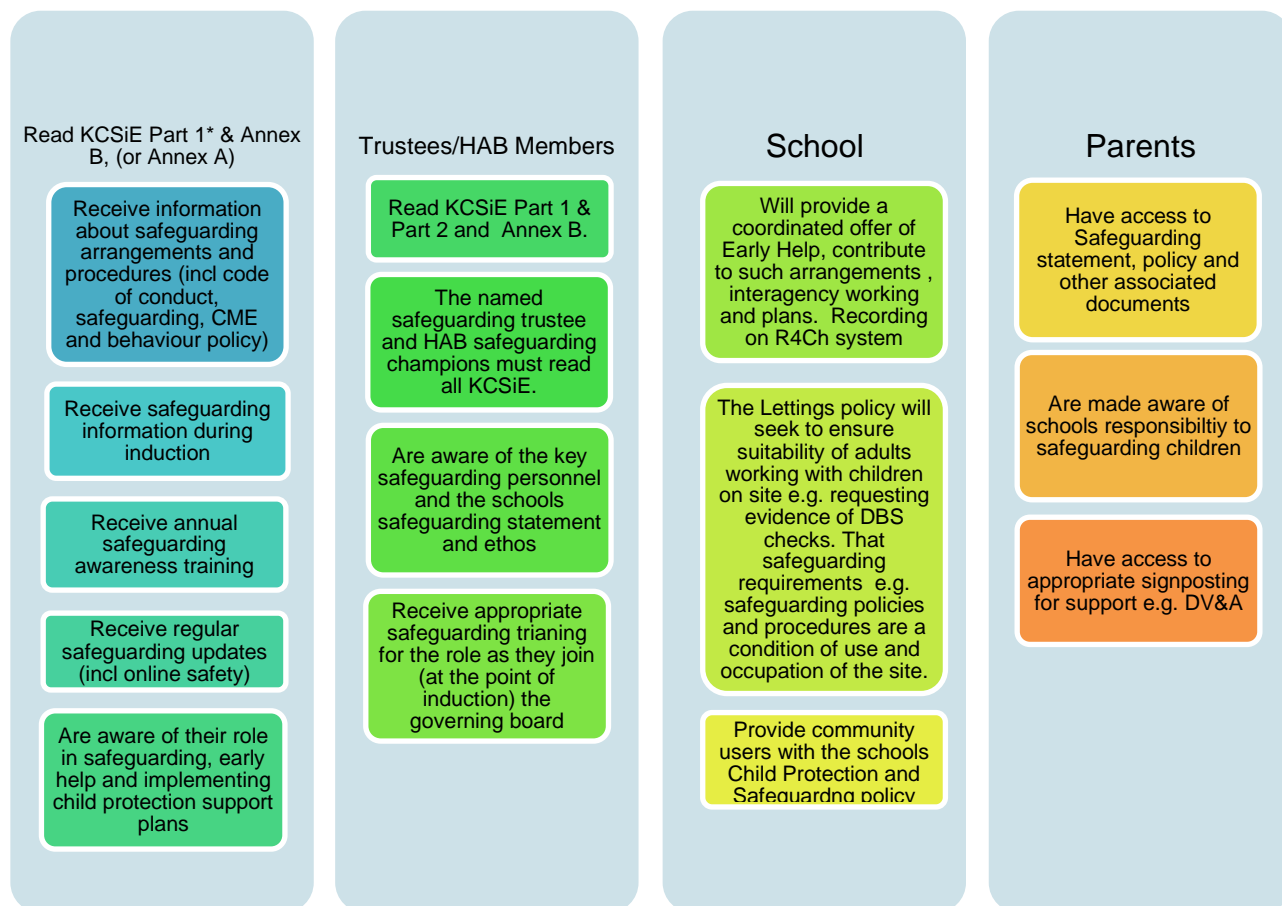 Read KCSiE Part 1* & Annex
B, (or Annex A)
Receive information
about safeguarding
arrangements and
procedures (incl code
of conduct,
safeguarding, CME
and behaviour policy)
Receive safeguarding
information during
induction
Receive annual
safeguarding
awareness training
Receive regular
safeguarding updates
(incl online safety)
Are aware of their role
in safeguarding, early
help and implementing
child protection support
plans
Trustees/HAB Members
Read KCSiE Part 1 &
Part 2 and Annex B.
The named
safeguarding trustee
and HAB safeguarding
champions must read
all KCSiE.
Are aware of the key
safeguarding personnel
and the schools
safeguarding statement
and ethos
Receive appropriate
safeguarding trianing
for the role as they join
(at the point of
induction) the
governing board
School
Will provide a
coordinated offer of
Early Help, contribute
to such arrangements ,
interagency working
and plans. Recording
on R4Ch system
The Lettings policy will
seek to ensure
suitability of adults
working with children
on site e.g. requesting
evidence of DBS
checks. That
safeguarding
requirements e.g.
safeguarding policies
and procedures are a
condition of use and
occupation of the site.
Provide community
users with the schools
Child Protection and
Safeguardng policy
Parents
Have access to
Safeguarding
statement, policy and
other associated
documents
Are made aware of
schools responsibiltiy to
safeguarding children
Have access to
appropriate signposting
for support e.g. DV&A